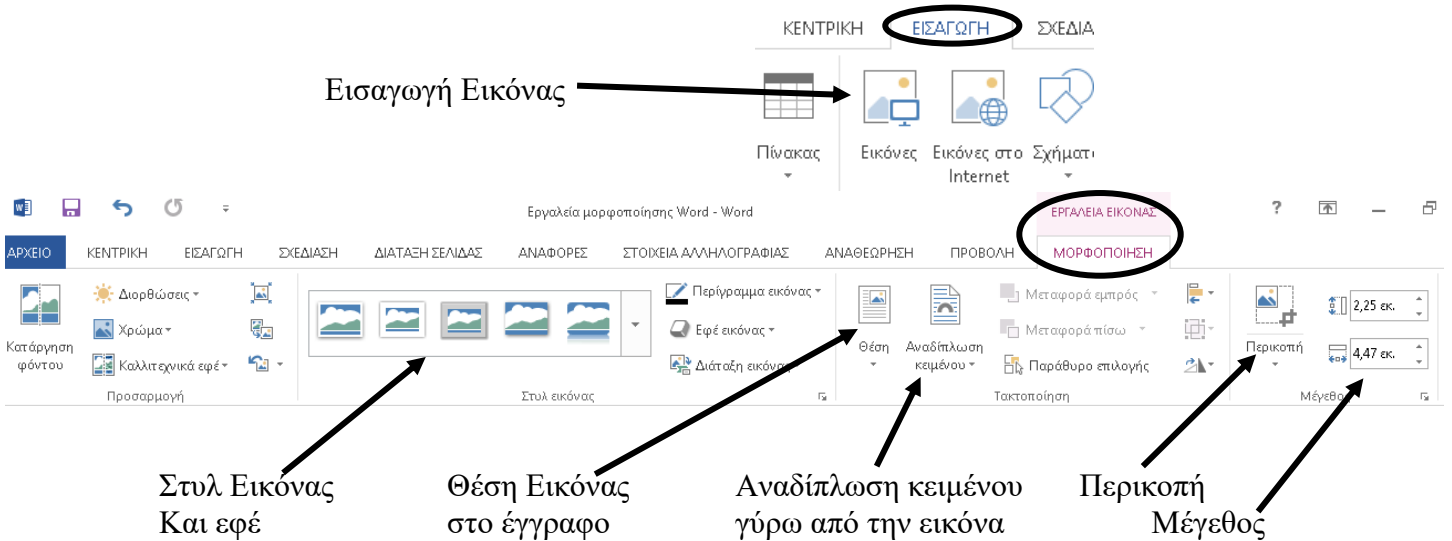 ΚΕΝΤΡΙΚΗ ΕΙΣΑΓΩΓΗ ΣΧΕΔΙΑ
Εισαγωγή Εικόνας
Πίνακας Εικόνες Εικόνες στο Internet Σχήματ
Εργαλεία μορφοποίησης Word - Word ΕΡΓΑΛΕΙΑ ΕΙΚΟΝΑΣ ?
ΑΡΧΕΙΟ ΚΕΝΤΡΙΚΗ ΕΙΣΑΓΩΓΗ ΣΧΕΔΙΑΣΗ ΔΙΑΤΑΞΗ ΣΕΛΙΔΑΣ ΑΝΑΦΟΡΕΣ ΣΤΟΙΧΕΙΑ ΑΛΛΗΛΟΓΡΑΦΙΑΣ ΑΝΑΘΕΩΡΗΣΗ ΠΡΟΒΟΛΗ ΜΟΡΦΟΠΟΙΗΣΗ
Κατάργηση φόντου
Διορθώσεις
Χρώμα
Καλλιτεχνικά εφέ
Περίγραμμα εικόνας
Εφέ εικόνας
Διάταξη εικόνας
Θέση
Αναδίπλωση κειμένου
Μεταφορά εμπρός
Μεταφορά πίσω
Παράθυρο επιλογής
Περικοπή
2,25 εκ.
4,47 εκ.
Προσαρμογή Στυλ εικόνας Τακτοποίηση Μέγεθος
Στυλ Εικόνας Θέση Εικόνας Αναδίπλωση κειμένου Περικοπή
Και εφέ στο έγγραφο γύρω από την εικόνα Μέγεθος